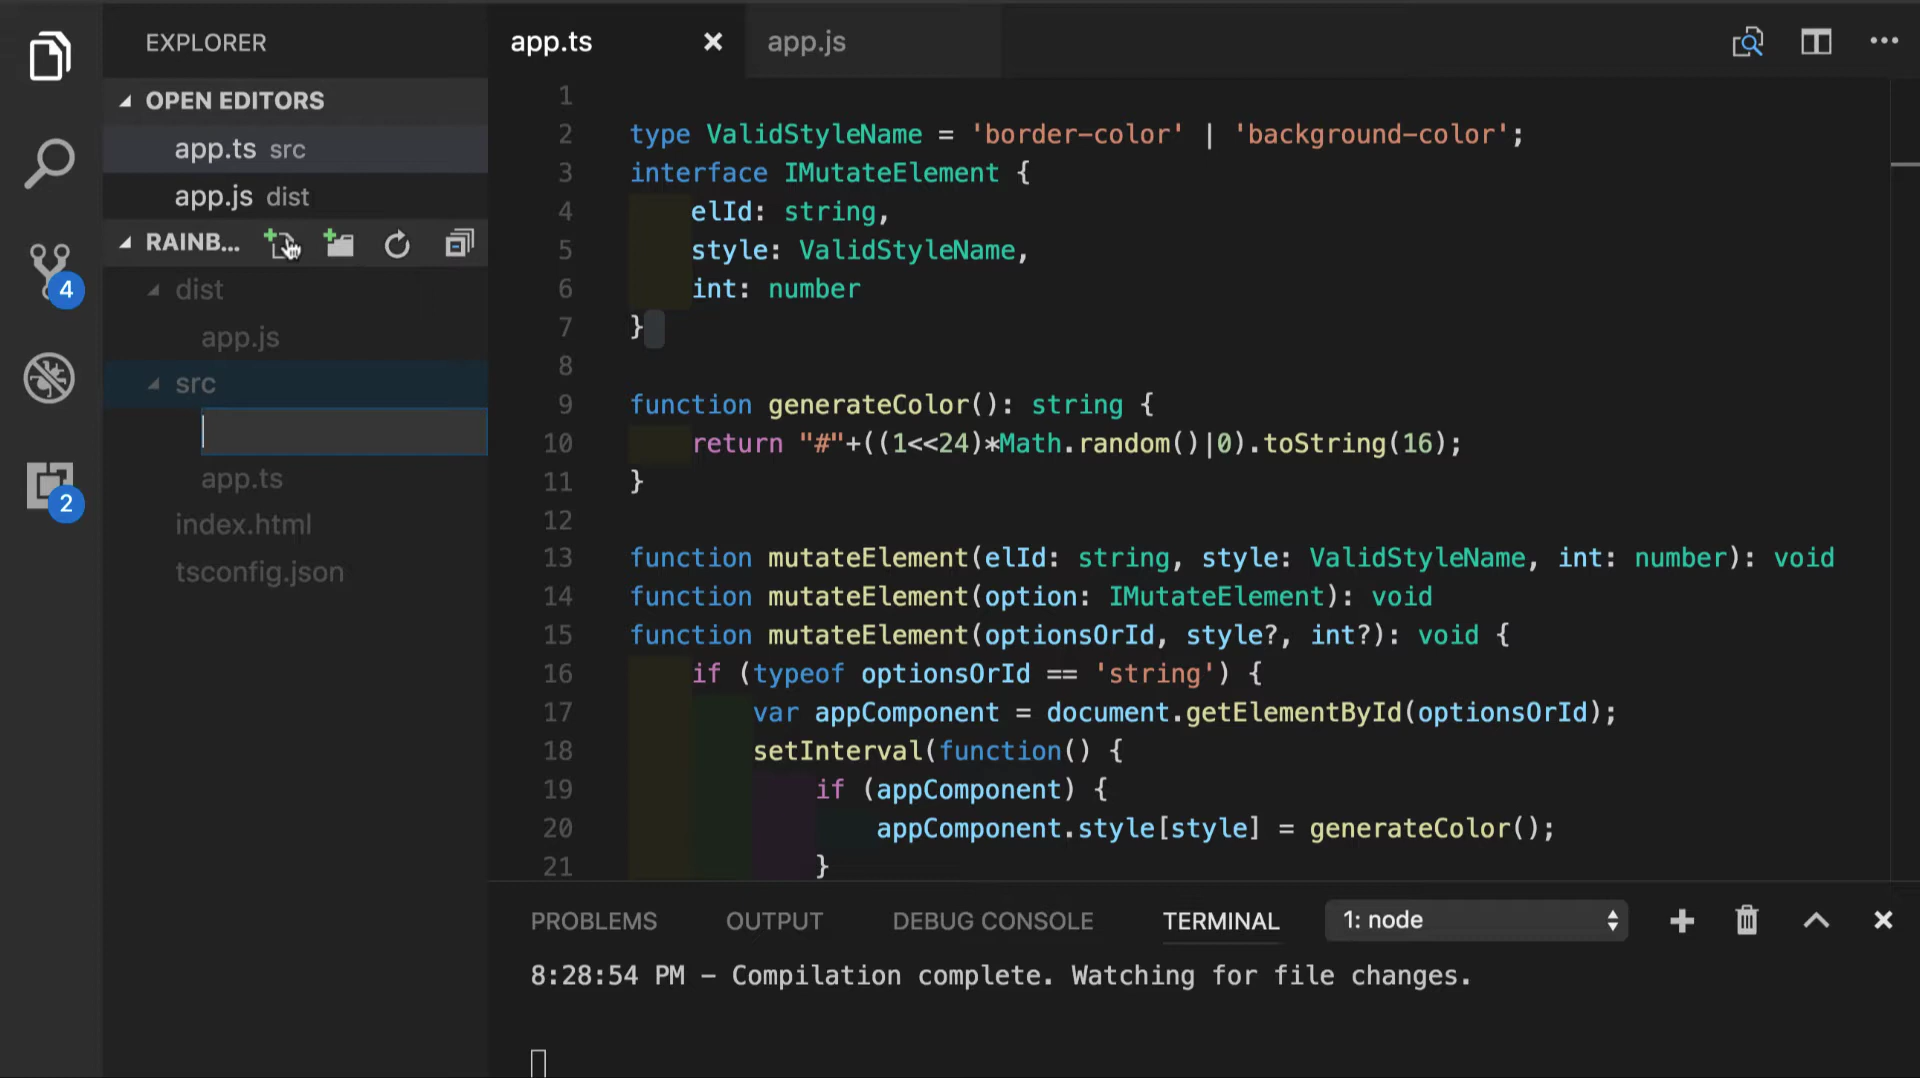 EXPLORER
OPEN EDITORS
app.ts src
app.js dist
RAINB...
dist
app.js
src
app.ts
index.html
tsconfig.json
4
2
app.ts
app.js
1
2 type ValidStyleName = 'border-color' | 'background-color';
3 interface IMutateElement {
4 elId: string,
5 style: ValidStyleName,
6 int: number
7 }
8
9 function generateColor(): string {
10 return "#"+((1<<24)*Math.random()|0).toString(16);
11 }
12
13 function mutateElement(elId: string, style: ValidStyleName, int: number): void
14 function mutateElement(option: IMutateElement): void
15 function mutateElement(optionsOrId, style?, int?): void {
16 if (typeof optionsOrId == 'string') {
17 var appComponent = document.getElementById(optionsOrId);
18 setInterval(function() {
19 if (appComponent) {
20 appComponent.style[style] = generateColor();
21 }
PROBLEMS OUTPUT DEBUG CONSOLE TERMINAL 1: node
8:28:54 PM – Compilation complete. Watching for file changes.